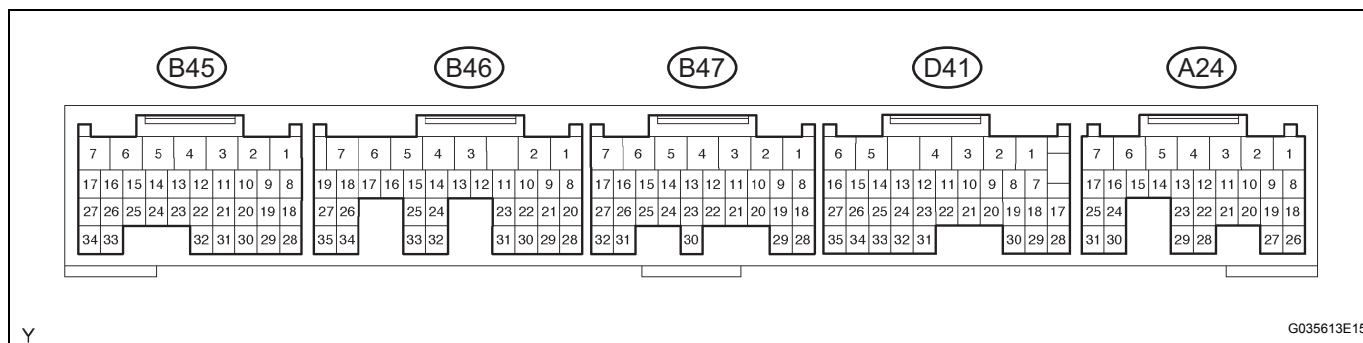 B45 B46 B47 D41 A24
7 6 5 4 3 2 1 7 6 5 4 3 2 1 7 6 5 4 3 2 1 6 5 4 3 2 1 7 6 5 4 3 2 1
17 16 15 14 13 12 11 10 9 8 19 18 17 16 15 14 13 12 11 10 9 8 17 16 15 14 13 12 11 10 9 8 16 15 14 13 12 11 10 9 8 7 17 16 15 14 13 12 11 10 9 8
27 26 25 24 23 22 21 20 19 18 27 26 25 24 23 22 21 20 27 26 25 24 23 22 21 20 19 18 27 26 25 24 23 22 21 20 19 18 17 25 24 23 22 21 20 19 18
34 33 32 31 30 29 28 35 34 33 32 31 30 29 28 32 31 30 29 28 35 34 33 32 31 30 29 28 31 30 29 28 27 26
Y G035613E15